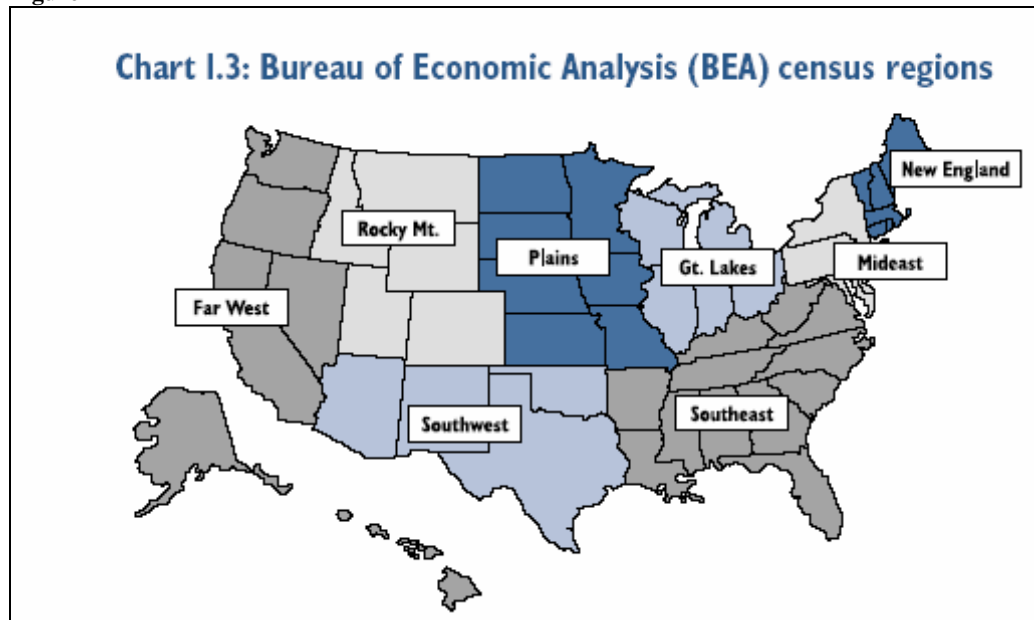 Chart I.3: Bureau of Economic Analysis (BEA) census regions
New England
Rocky Mt.
Plains
Gt. Lakes
Mideast
Far West
Southwest
Southeast